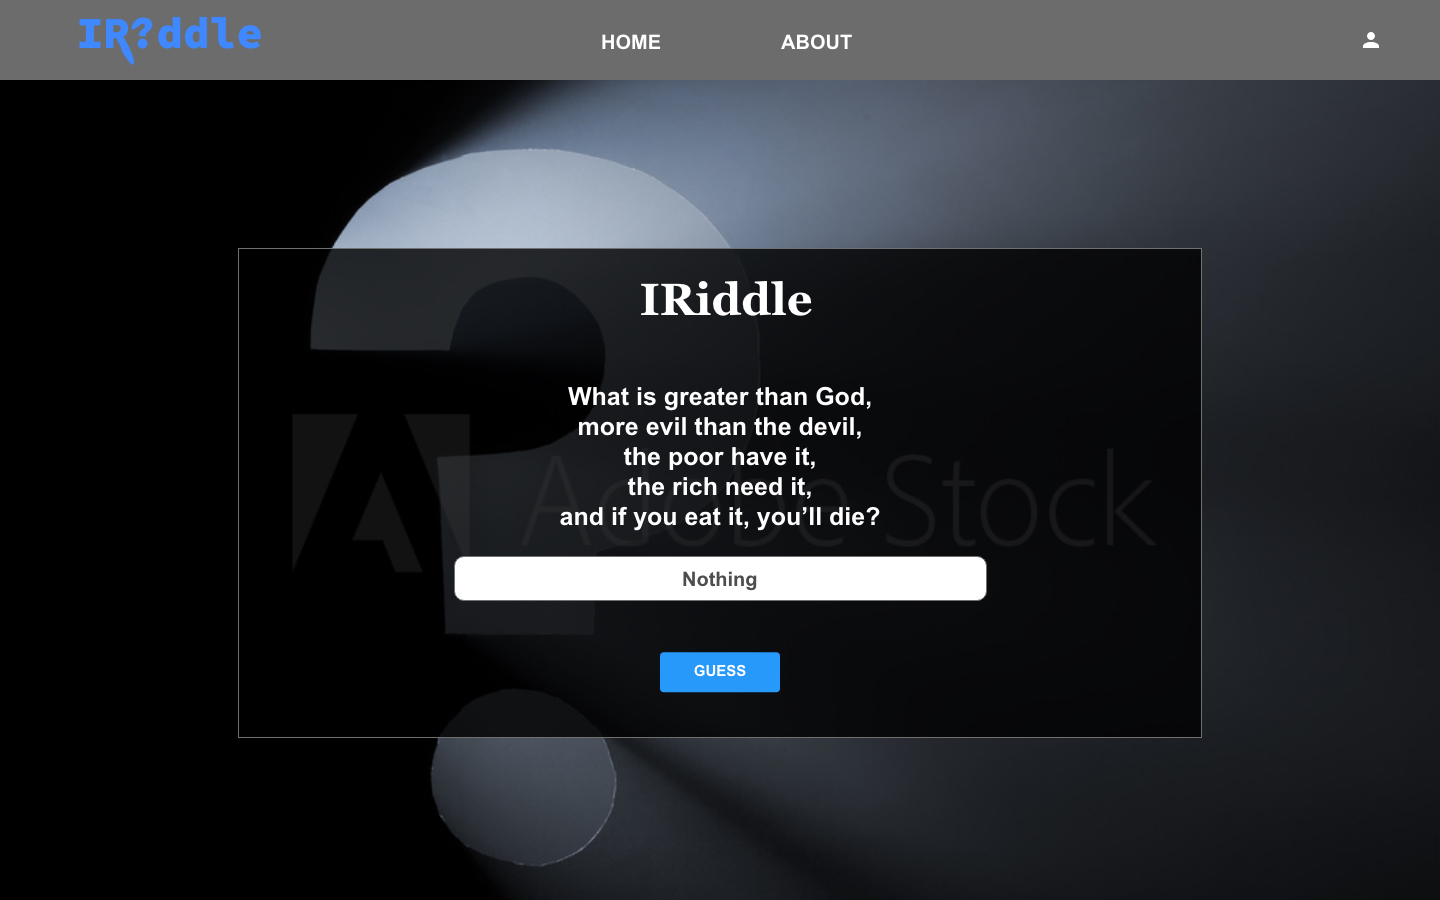 IR?ddle
HOME
ABOUT
IRiddle
What is greater than God,
more evil than the devil,
the poor have it,
the rich need it,
and if you eat it, you’ll die?
Adobe Stock
Nothing
GUESS